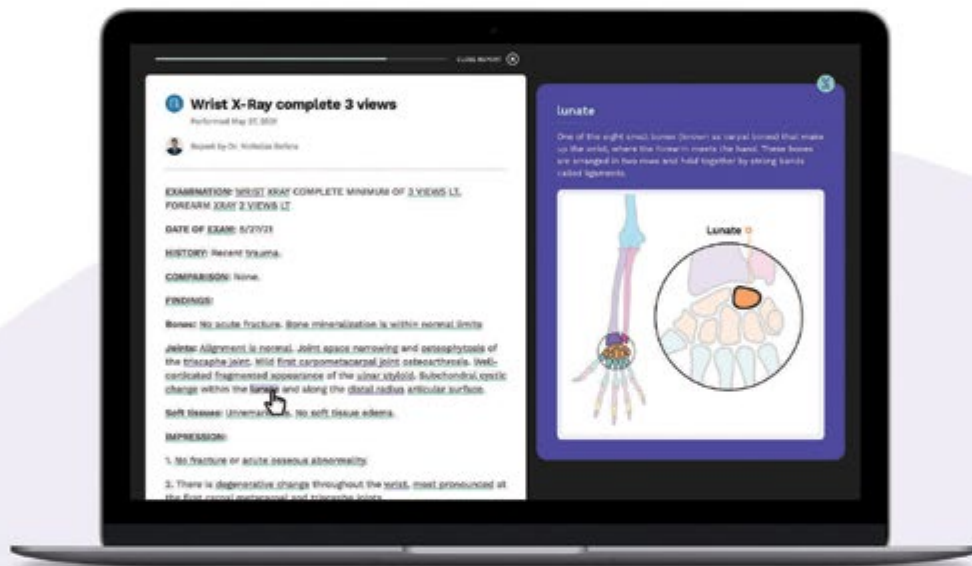 CLOSE REPORT
Wrist X-Ray complete 3 views
Performed May 27, 2021
Report by Dr. Nicholas
EXAMINATION: WRIST XRAY COMPLETE MINIMUM OF 3 VIEWS LT,
FOREARM XRAY 2 VIEWS LT
DATE OF EXAM: 5/27/21
HISTORY: Recent trauma.
COMPARISON: None.
FINDINGS:
Bones: No acute fracture. Bone mineralization is within normal limits
Joints: Alignment is normal. Joint space narrowing and osteophytosis of
the triscaphe joint. Mild first carpometacarpal joint osteoarthrosis. Well-
corticated fragmented appearance of the ulnar styloid. Subchondral cystic
change within the lunate and along the distal radius articular surface.
Soft tissues: No soft tissue edema.
IMPRESSION:
1. No fracture or acute osseous abnormality.
2. There is degenerative change throughout the wrist, most pronounced at
the first carpal metacarpal and triscaphe joints
lunate
One of the eight small bones (known as carpal bones) that make
up the wrist, where the forearm meets the hand. These bones
are arranged in two rows and held together by strong bands
called ligaments.
Lunate